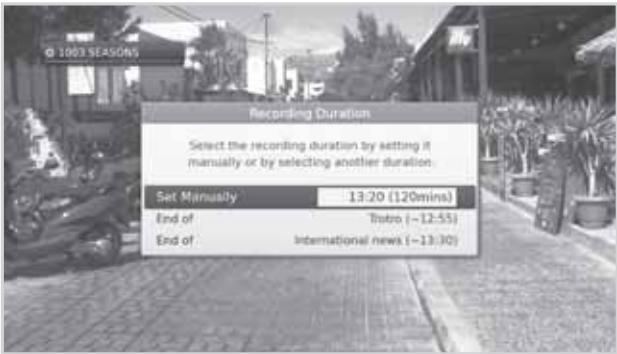 1003 SEASONS
Recording Duration
Select the recording duration by setting it
manually or by selecting another duration.
Set Manually 13:20 (120mins)
End of Trotro (~12:55)
End of International news (~13:30)